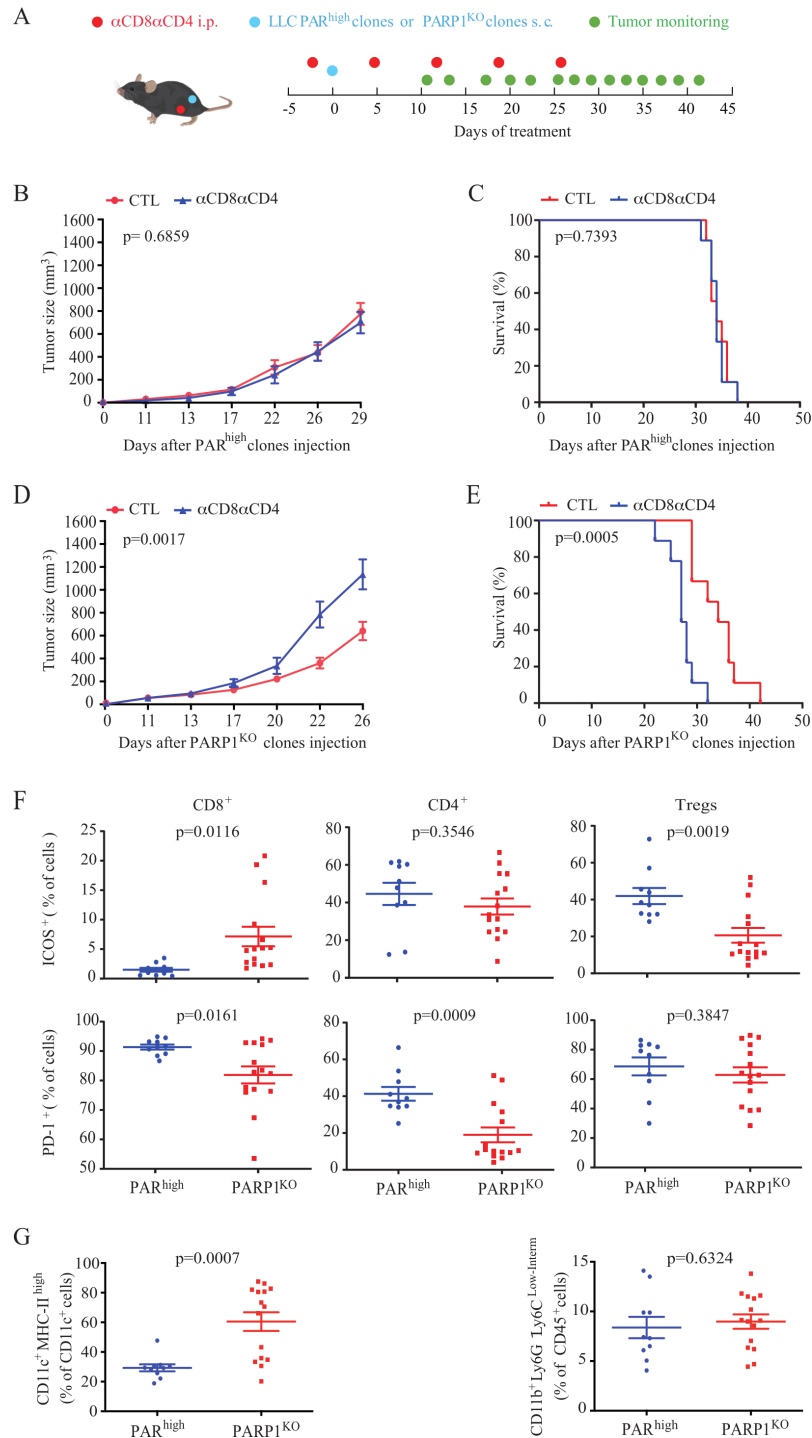 A
αCD8αCD4 i.p.
LLC PARhigh clones or PARP1KO clones s.c.
Tumor monitoring
-5 0 5 10 15 20 25 30 35 40 45
Days of treatment
B
CTL αCD8αCD4
p= 0.6859
Tumor size (mm3)
1600
1400
1200
1000
800
600
400
200
0
0 11 13 17 22 26 29
Days after PARhigh clones injection
C
CTL αCD8αCD4
p=0.7393
Survival (%)
100
80
60
40
20
0
0 10 20 30 40 50
Days after PARhigh clones injection
D
CTL αCD8αCD4
p=0.0017
Tumor size (mm3)
1600
1400
1200
1000
800
600
400
200
0
0 11 13 17 20 22 26
Days after PARP1KO clones injection
E
CTL αCD8αCD4
p=0.0005
Survival (%)
100
80
60
40
20
0
0 10 20 30 40 50
Days after PARP1KO clones injection
F
CD8+ CD4+ Tregs
p=0.0116
ICOS+ ( % of cells )
25
20
15
10
5
0
p=0.3546
80
60
40
20
0
p=0.0019
80
60
40
20
0
p=0.0161
PD-1+( % of cells)
100
90
80
70
60
50
PARhigh PARP1KO
p=0.0009
80
60
40
20
0
PARhigh PARP1KO
p=0.3847
100
80
60
40
20
0
PARhigh PARP1KO
G
p=0.0007
CD11c+ MHC-IIhigh
(% of CD11c+ cells)
100
80
60
40
20
0
PARhigh PARP1KO
p=0.6324
CD11b+ Ly6G-Ly6CLow-Interm
(% of CD45+cells)
15
10
5
0
PARhigh PARP1KO